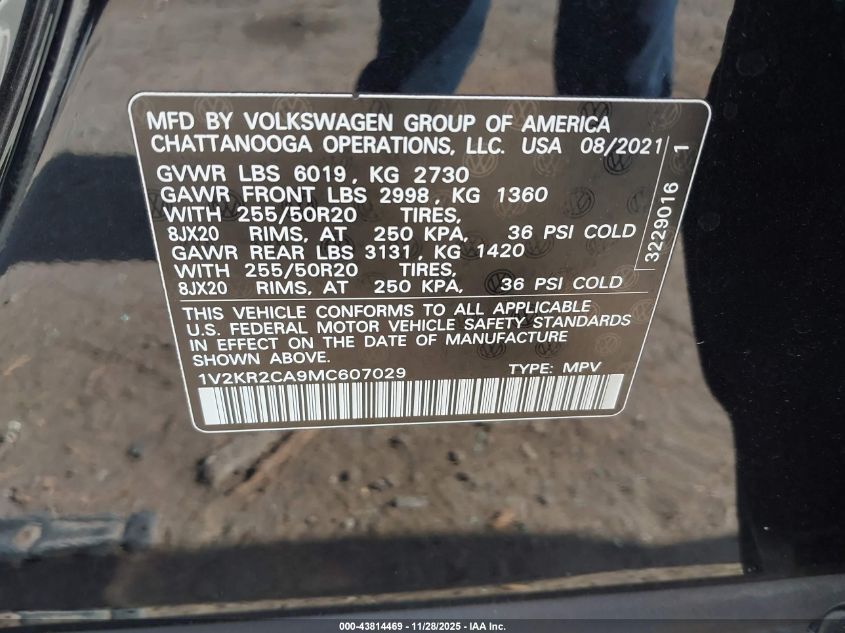 MFD BY VOLKSWAGEN GROUP OF AMERICA
CHATTANOOGA OPERATIONS, LLC. USA 08/2021
GVWR LBS 6019, KG 2730
GAWR FRONT LBS 2998, KG 1360
WITH 255/50R20 TIRES,
8JX20 RIMS, AT 250 KPA, 36 PSI COLD
GAWR REAR LBS 3131, KG 1420
WITH 255/50R20 TIRES,
8JX20 RIMS, AT 250 KPA, 36 PSI COLD
3229016 1
THIS VEHICLE CONFORMS TO ALL APPLICABLE
U.S. FEDERAL MOTOR VEHICLE SAFETY STANDARDS
IN EFFECT ON THE DATE OF MANUFACTURE
SHOWN ABOVE.
1V2KR2CA9MC607029 TYPE: MPV
000-43814469 - 11/28/2025 - IAA Inc.